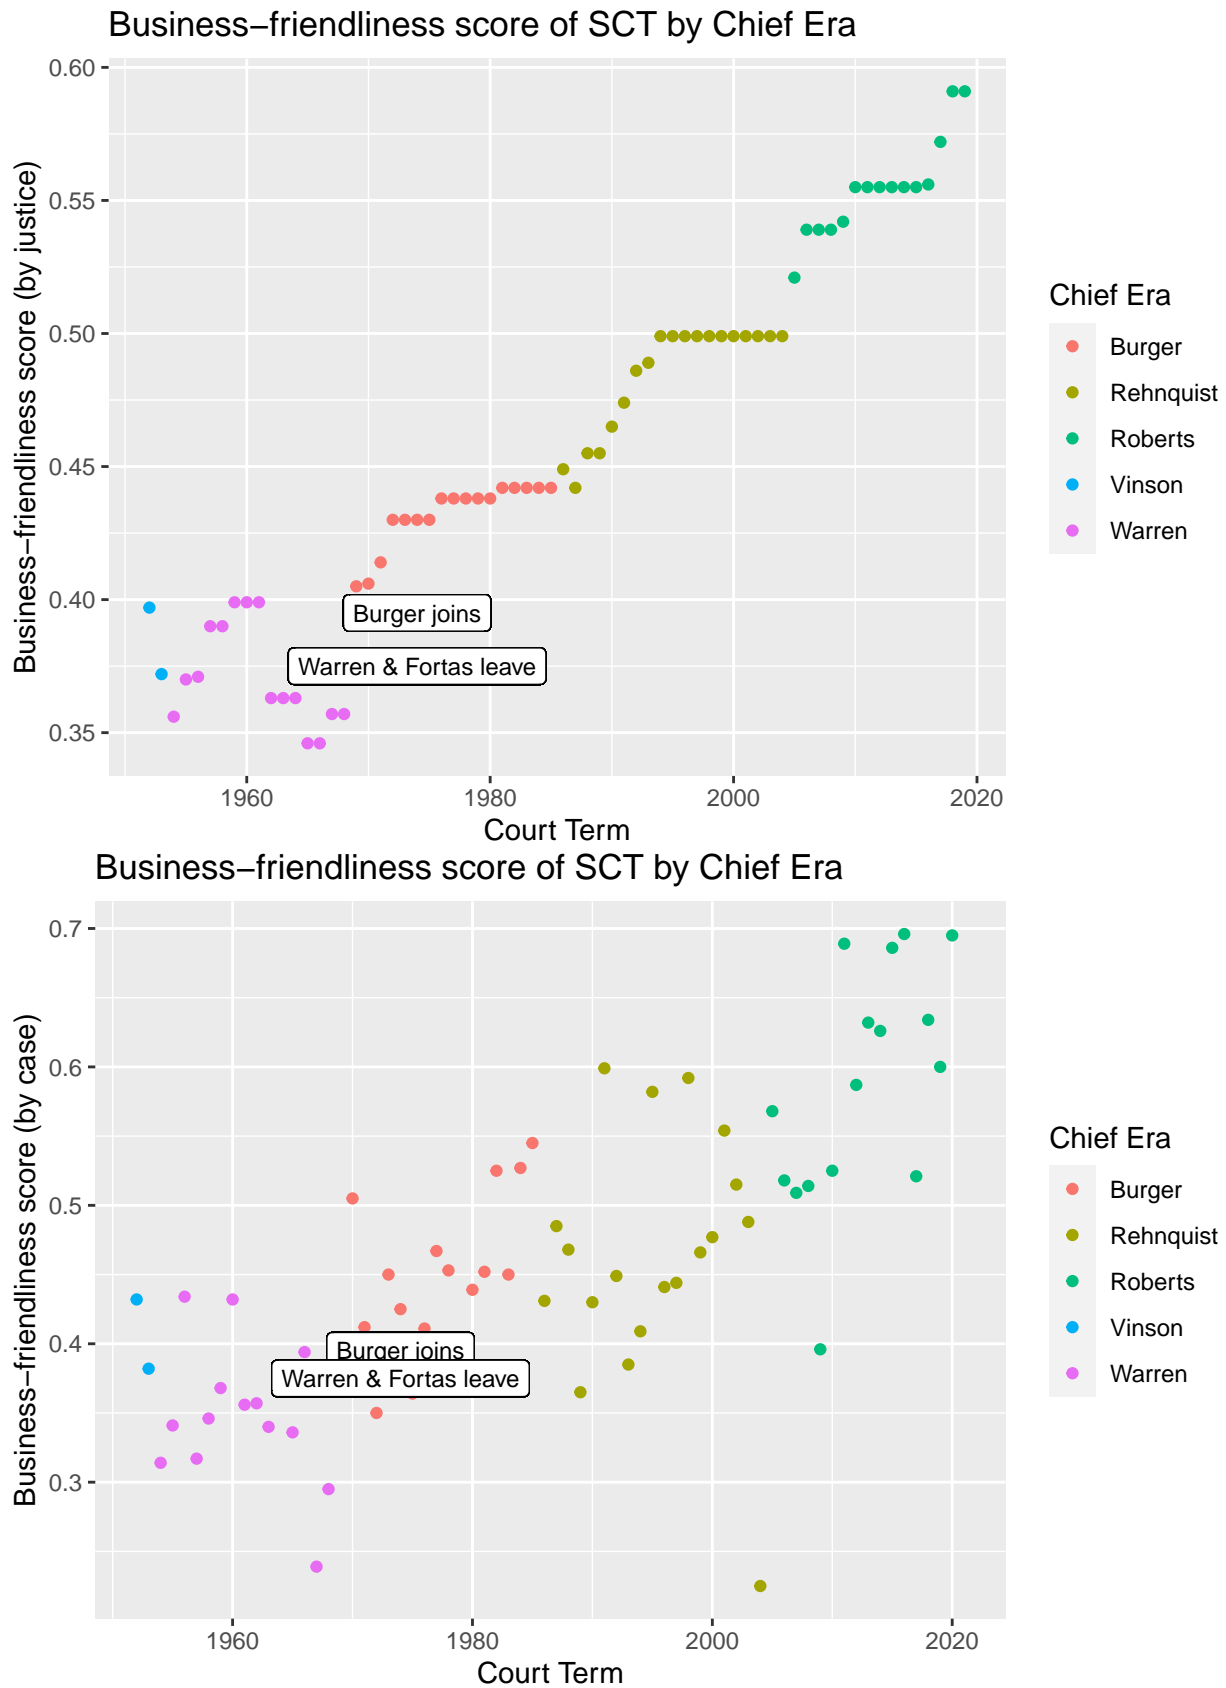 Business−friendliness score of SCT by Chief Era
Business−friendliness score (by justice)
0.60
0.55
0.50
0.45
0.40
0.35
Burger joins
Warren & Fortas leave
1960
1980
2000
2020
Court Term
Chief Era
Burger
Rehnquist
Roberts
Vinson
Warren
Business−friendliness score of SCT by Chief Era
Business−friendliness score (by case)
0.7
0.6
0.5
0.4
0.3
Burger joins
Warren & Fortas leave
1960
1980
2000
2020
Court Term
Chief Era
Burger
Rehnquist
Roberts
Vinson
Warren